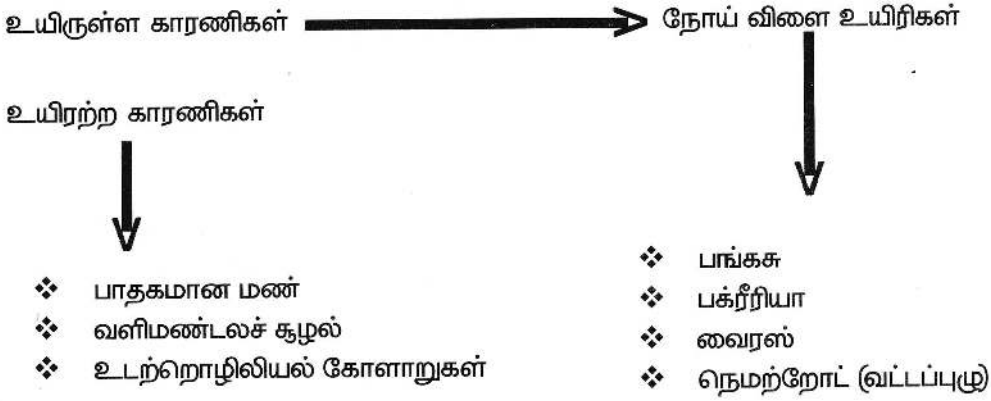 உயிருள்ள காரணிகள்
நோய் விளை உயிரிகள்
உயிரற்ற காரணிகள்
❖ பாதகமான மண்
❖ வளிமண்டலச் சூழல்
❖ உடற்றொழிலியல் கோளாறுகள்
❖ பங்கசு
❖ பக்ரீரியா
❖ வைரஸ்
❖ நெமற்றோட் (வட்டப்புழு)